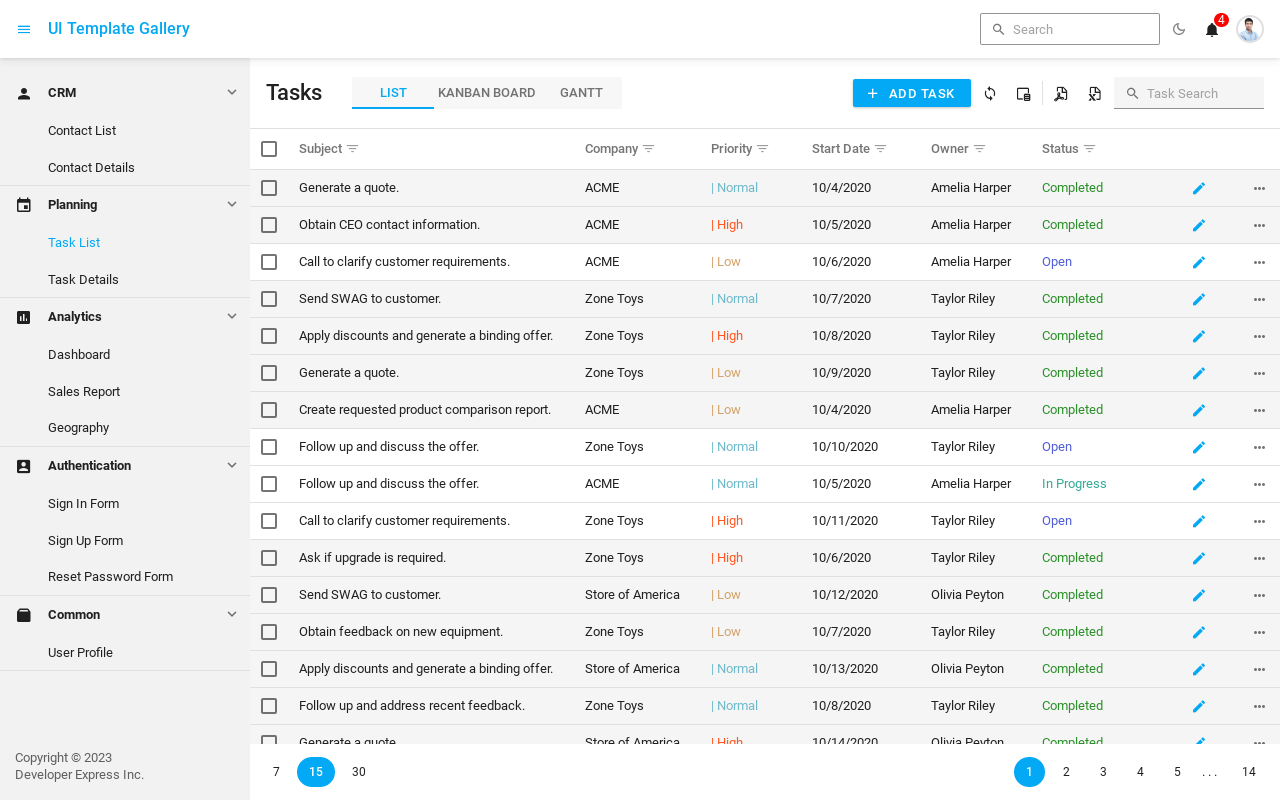 UI Template Gallery
Search
4
CRM
Contact List
Contact Details
Planning
Task List
Task Details
Analytics
Dashboard
Sales Report
Geography
Authentication
Sign In Form
Sign Up Form
Reset Password Form
Common
User Profile
Copyright © 2023
Developer Express Inc.
Tasks
LIST KANBAN BOARD GANTT
ADD TASK
Task Search
Subject Company Priority Start Date Owner Status
Generate a quote. ACME | Normal 10/4/2020 Amelia Harper Completed
Obtain CEO contact information. ACME | High 10/5/2020 Amelia Harper Completed
Call to clarify customer requirements. ACME | Low 10/6/2020 Amelia Harper Open
Send SWAG to customer. Zone Toys | Normal 10/7/2020 Taylor Riley Completed
Apply discounts and generate a binding offer. Zone Toys | High 10/8/2020 Taylor Riley Completed
Generate a quote. Zone Toys | Low 10/9/2020 Taylor Riley Completed
Create requested product comparison report. ACME | Low 10/4/2020 Amelia Harper Completed
Follow up and discuss the offer. Zone Toys | Normal 10/10/2020 Taylor Riley Open
Follow up and discuss the offer. ACME | Normal 10/5/2020 Amelia Harper In Progress
Call to clarify customer requirements. Zone Toys | High 10/11/2020 Taylor Riley Open
Ask if upgrade is required. Zone Toys | High 10/6/2020 Taylor Riley Completed
Send SWAG to customer. Store of America | Low 10/12/2020 Olivia Peyton Completed
Obtain feedback on new equipment. Zone Toys | Low 10/7/2020 Taylor Riley Completed
Apply discounts and generate a binding offer. Store of America | Normal 10/13/2020 Olivia Peyton Completed
Follow up and address recent feedback. Zone Toys | Normal 10/8/2020 Taylor Riley Completed
Generate a quote. Store of America | High 10/14/2020 Olivia Peyton Completed
7 15 30
1 2 3 4 5 . . . 14